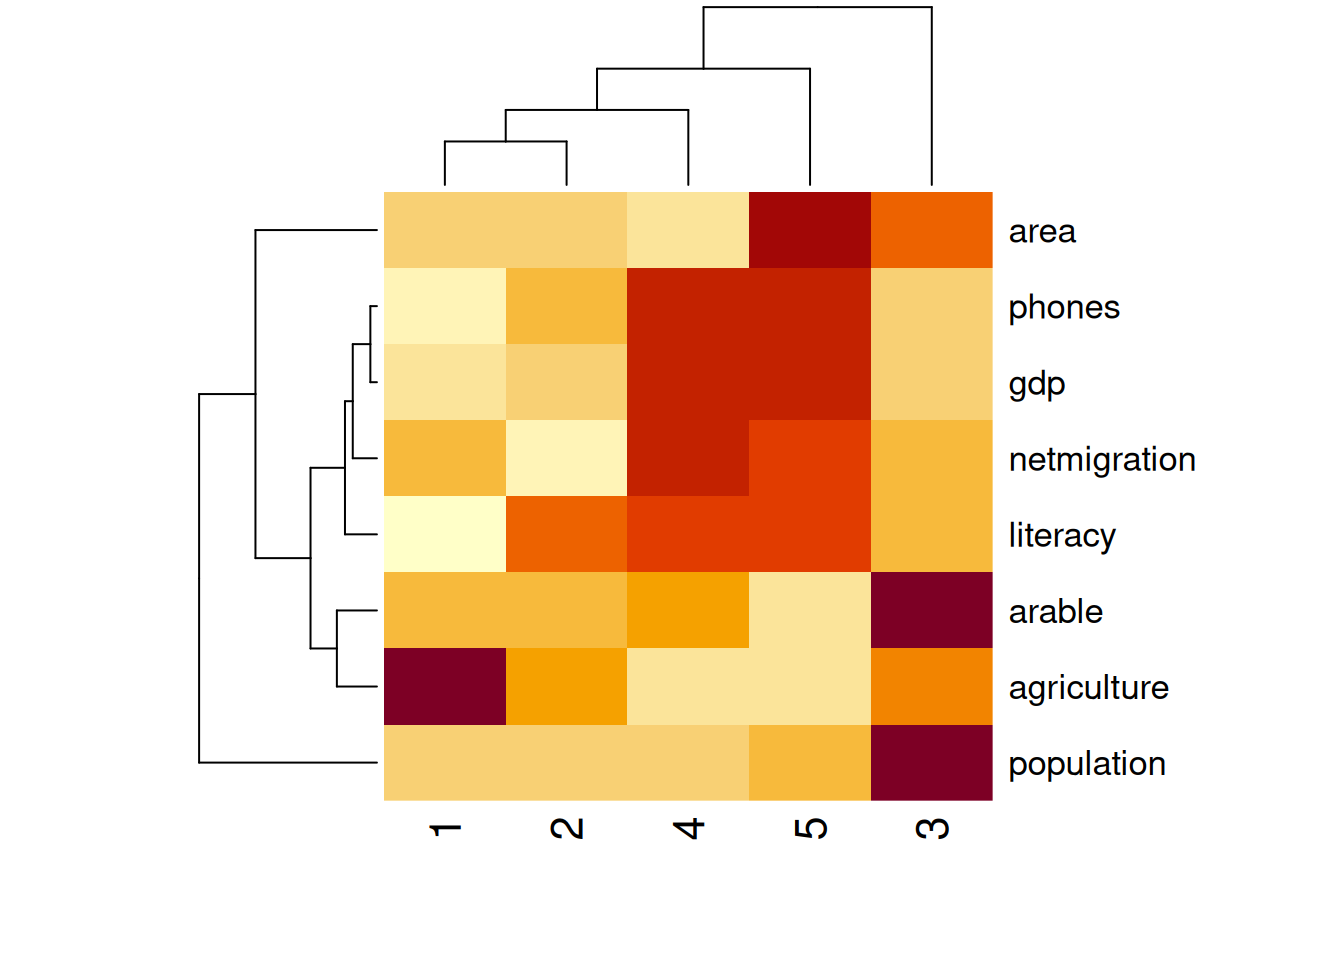 area
phones
gdp
netmigration
literacy
arable
agriculture
population
1 2 4 5 3